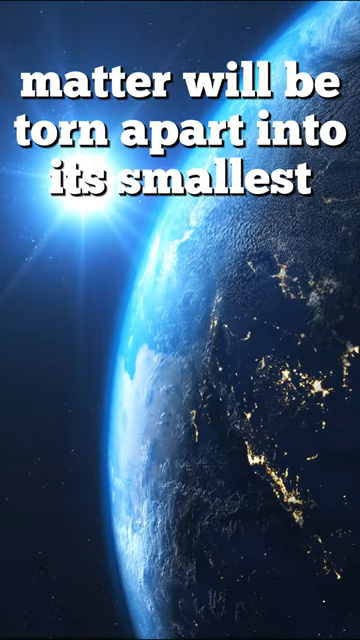 matter will be
torn apart into
its smallest